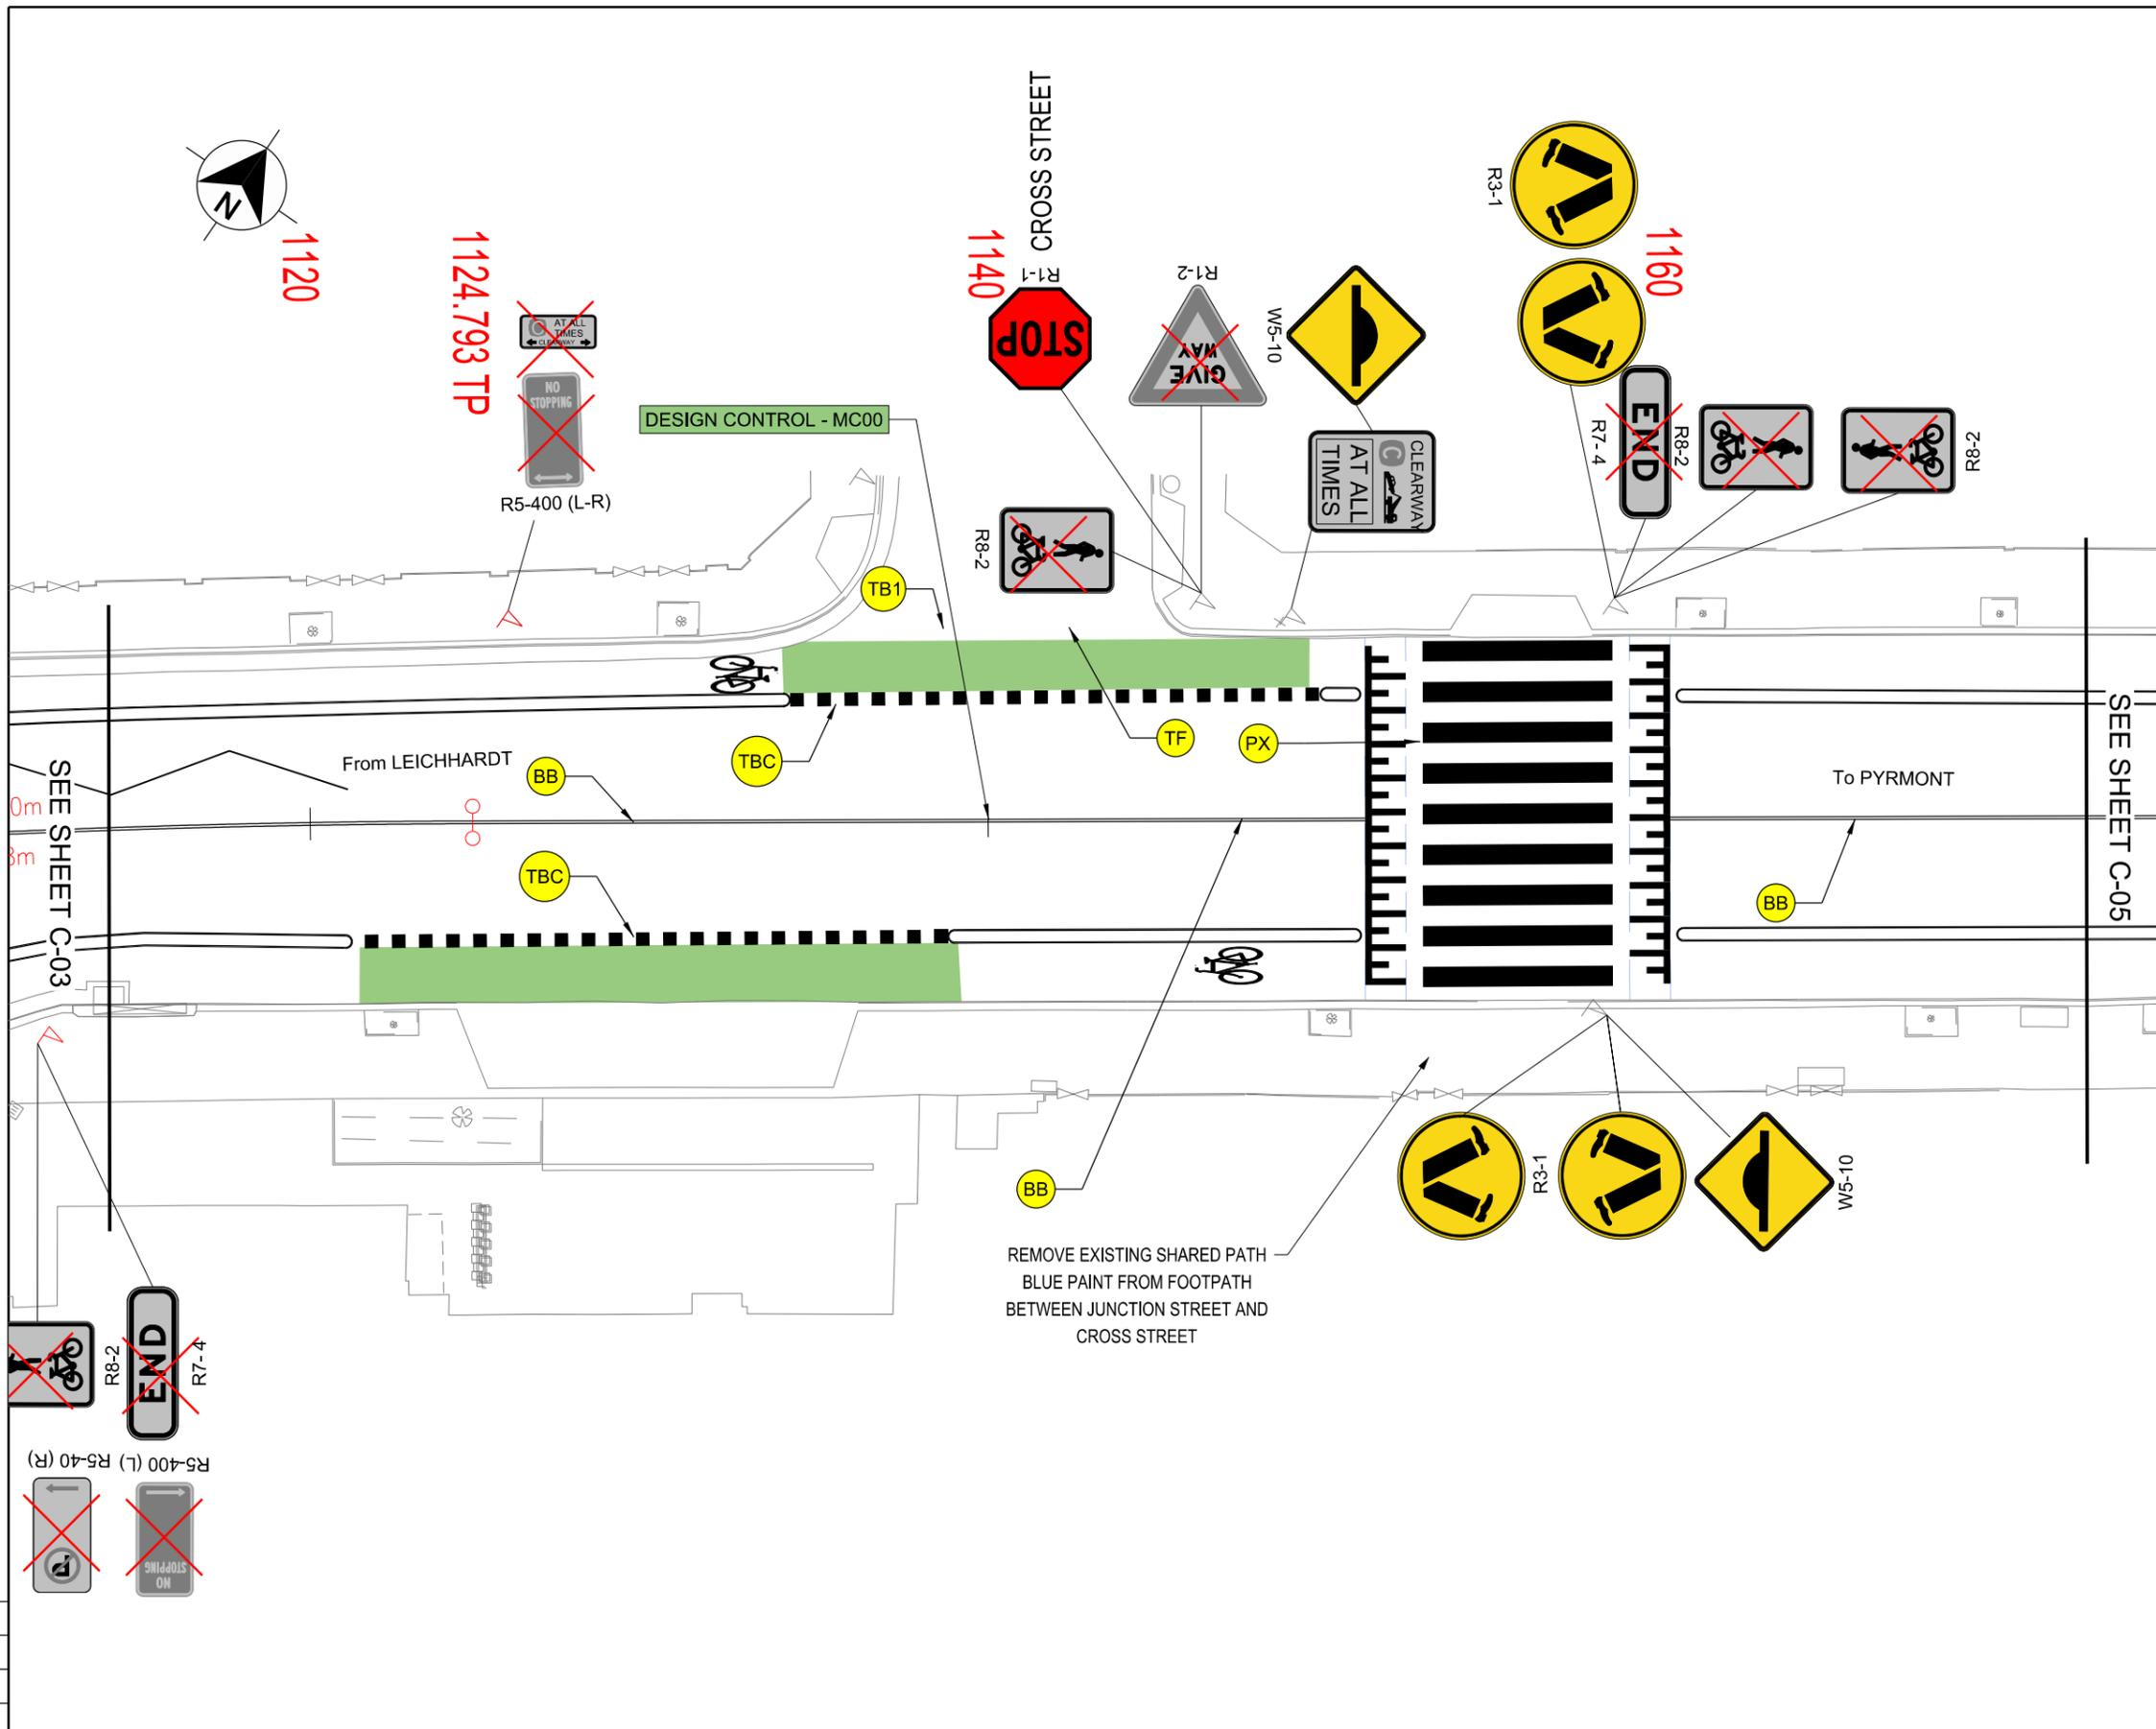 CROSS STREET
N
1120
1124.793 TP
1140
1160
C AT ALL
TIMES
CLEARWAY
NO
STOPPING
R5-400 (L-R)
DESIGN CONTROL - MC00
R1-1
STOP
R1-2
GIVE
WAY
W5-10
CLEARWAY
C
AT ALL
TIMES
R3-1
R7- 4
END
R8-2
R8-2
R8-2
TB1
TBC
TF
PX
From LEICHHARDT
BB
To PYRMONT
TBC
BB
BB
SEE SHEET C-03
SEE SHEET C-05
0m
3m
REMOVE EXISTING SHARED PATH
BLUE PAINT FROM FOOTPATH
BETWEEN JUNCTION STREET AND
CROSS STREET
R3-1
W5-10
R8-2
END
R7- 4
R5-40 (R)
R5-400 (L)
P
NO
STOPPING